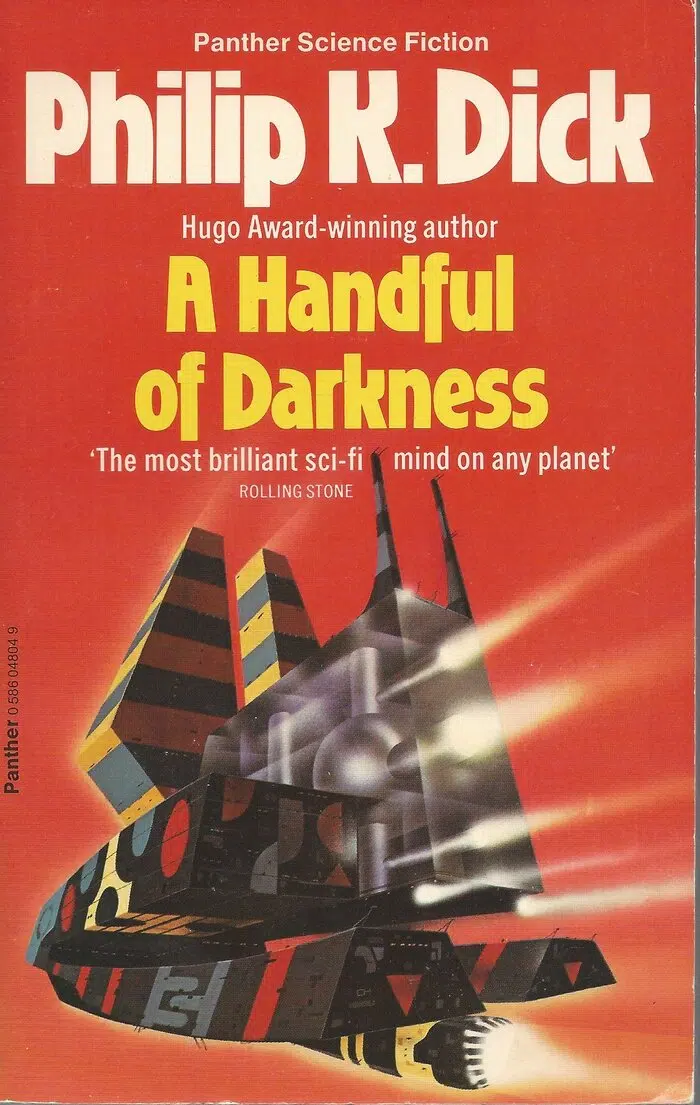 Panther Science Fiction
Philip K. Dick
Hugo Award-winning author
A Handful
of Darkness
‘The most brilliant sci-fi mind on any planet’
ROLLING STONE
Panther 0 586 04804 9